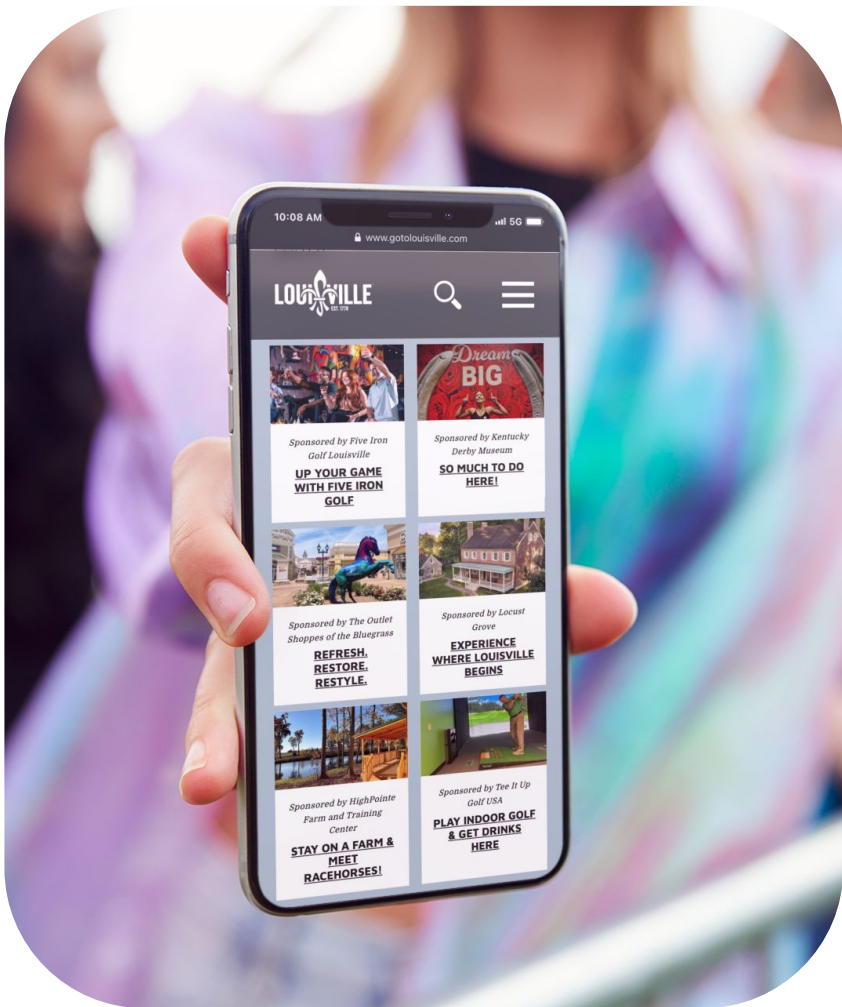 10:08 AM
5G
www.gotolouisville.com
LOUISVILLE
EST. 1778
Dream
BIG
Sponsored by Five Iron
Golf Louisville
UP YOUR GAME
WITH FIVE IRON
GOLF
Sponsored by Kentucky
Derby Museum
SO MUCH TO DO
HERE!
Sponsored by The Outlet
Shoppes of the Bluegrass
REFRESH.
RESTORE.
RESTYLE.
Sponsored by Locust
Grove
EXPERIENCE
WHERE LOUISVILLE
BEGINS
Sponsored by HighPointe
Farm and Training
Center
STAY ON A FARM &
MEET
RACEHORSES!
Sponsored by Tee It Up
Golf USA
PLAY INDOOR GOLF
& GET DRINKS
HERE